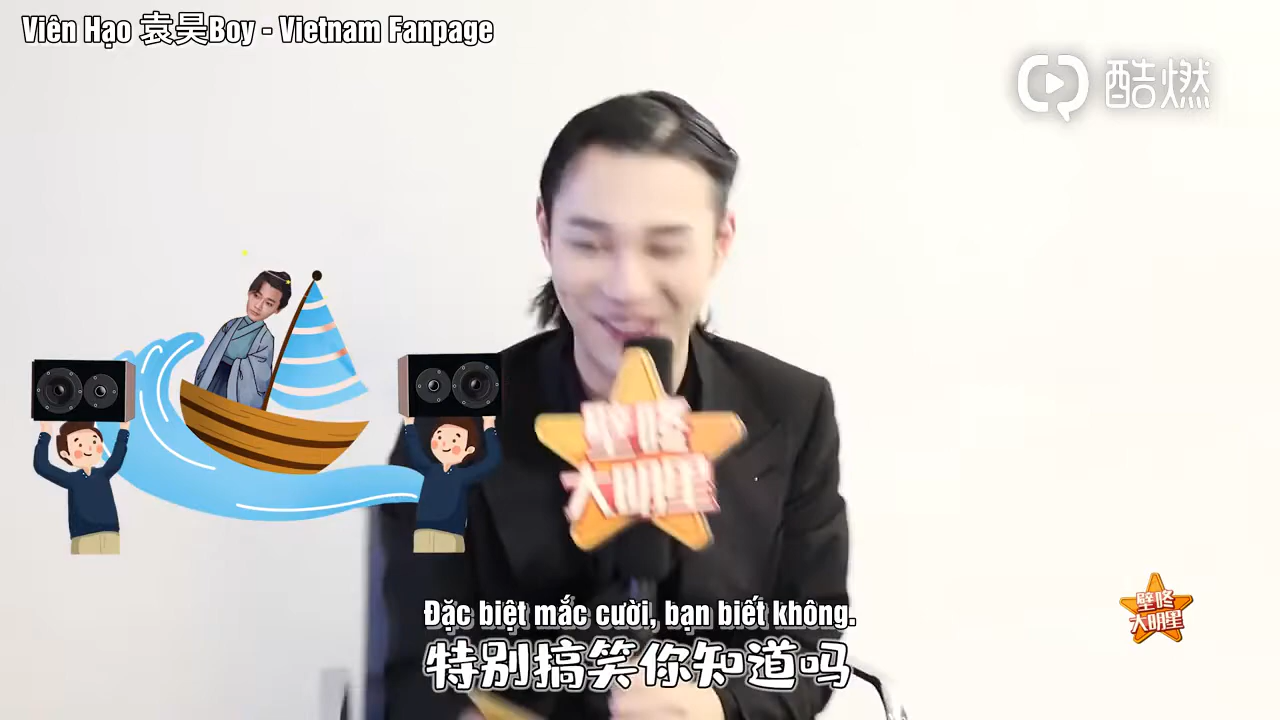 Viên Hạo 袁昊Boy - Vietnam Fanpage
酷燃
壁咚
大明星
壁咚
大明星
Đặc biệt mắc cười, bạn biết không.
特别搞笑你知道吗